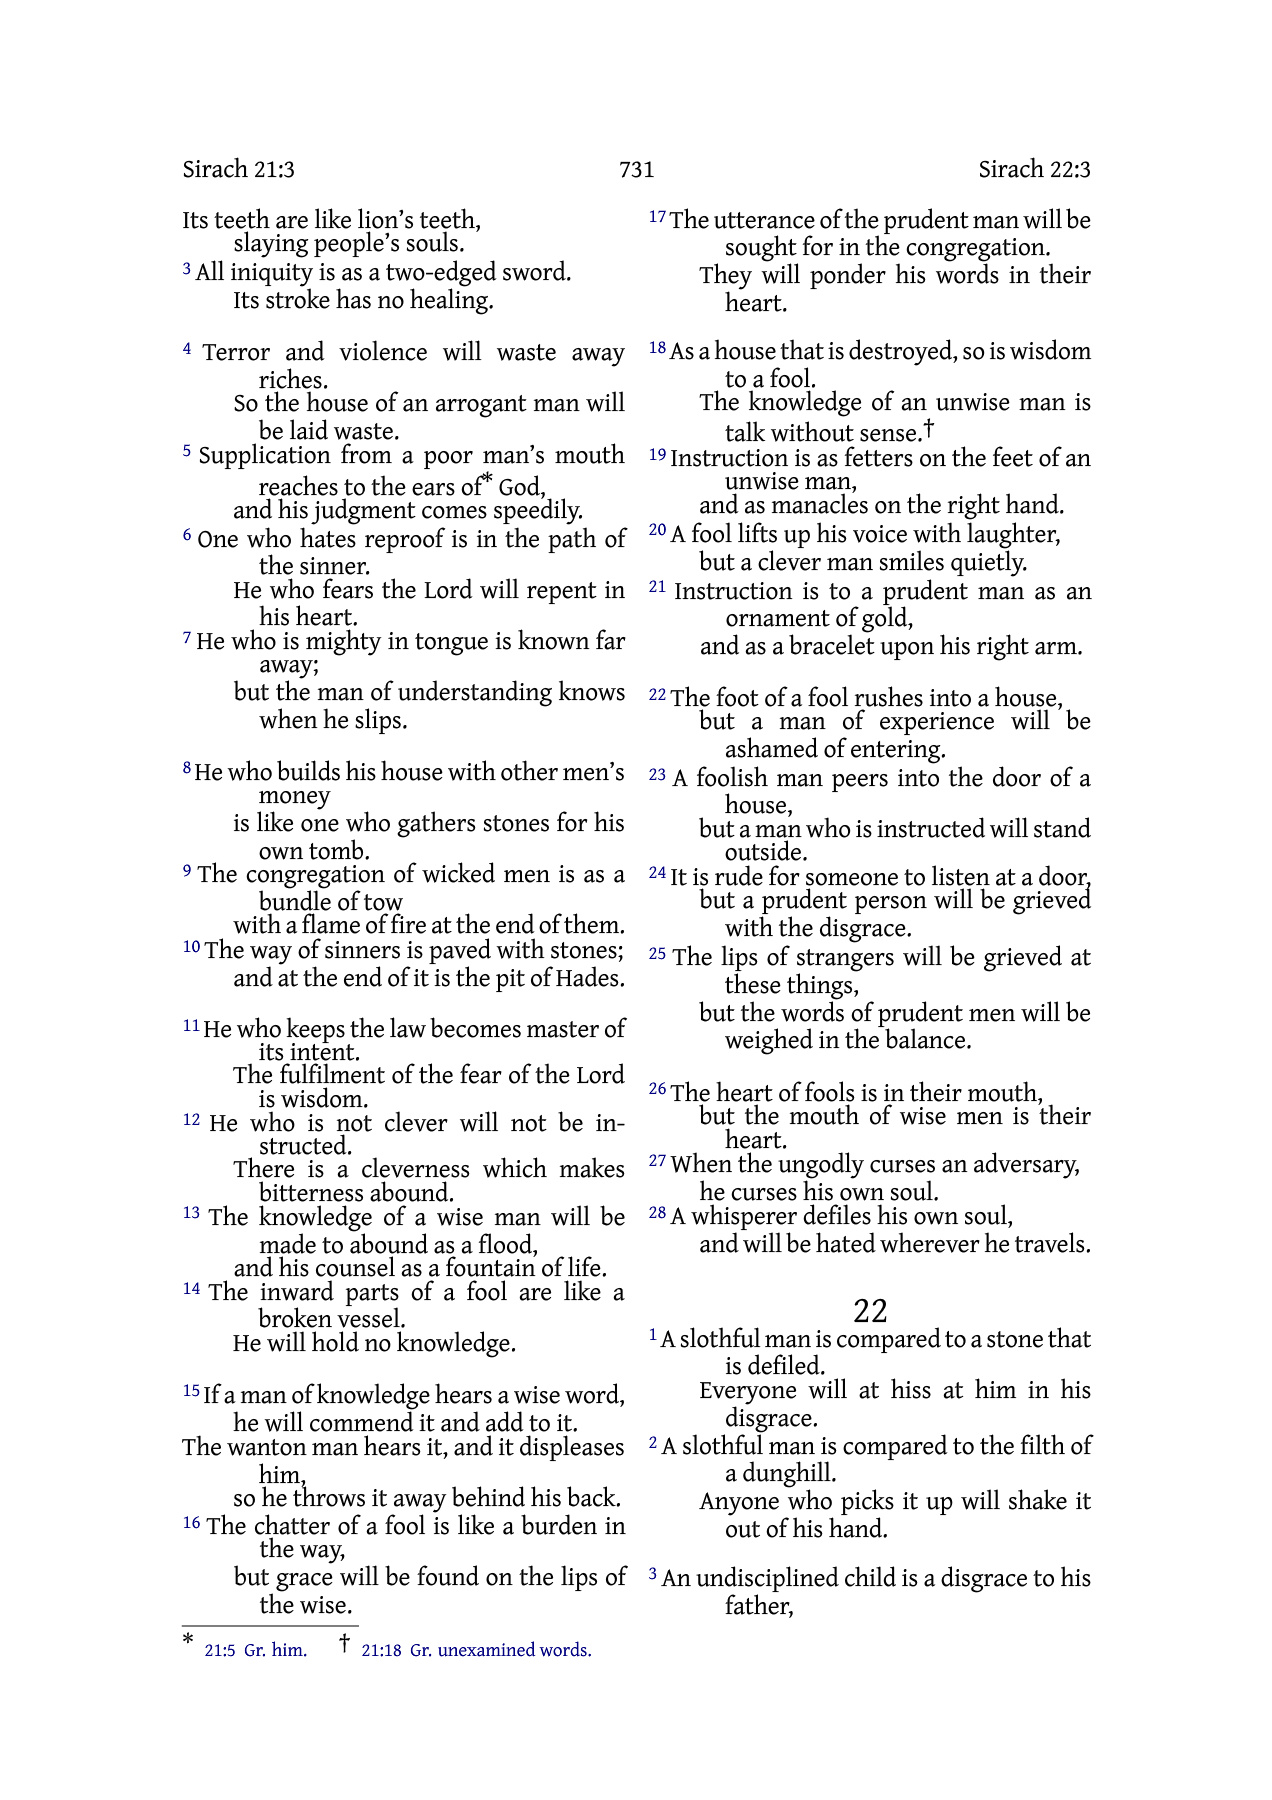 Sirach 21:3 731 Sirach 22:3
Its teeth are like lion’s teeth,
slaying people’s souls.
3 All iniquity is as a two-edged sword.
Its stroke has no healing.
4 Terror and violence will waste away
riches.
So the house of an arrogant man will
be laid waste.
5 Supplication from a poor man’s mouth
reaches to the ears of* God,
and his judgment comes speedily.
6 One who hates reproof is in the path of
the sinner.
He who fears the Lord will repent in
his heart.
7 He who is mighty in tongue is known far
away;
but the man of understanding knows
when he slips.
8 He who builds his house with other men’s
money
is like one who gathers stones for his
own tomb.
9 The congregation of wicked men is as a
bundle of tow
with a flame of fire at the end of them.
10 The way of sinners is paved with stones;
and at the end of it is the pit of Hades.
11 He who keeps the law becomes master of
its intent.
The fulfilment of the fear of the Lord
is wisdom.
12 He who is not clever will not be in-
structed.
There is a cleverness which makes
bitterness abound.
13 The knowledge of a wise man will be
made to abound as a flood,
and his counsel as a fountain of life.
14 The inward parts of a fool are like a
broken vessel.
He will hold no knowledge.
15 If a man of knowledge hears a wise word,
he will commend it and add to it.
The wanton man hears it, and it displeases
him,
so he throws it away behind his back.
16 The chatter of a fool is like a burden in
the way,
but grace will be found on the lips of
the wise.
17 The utterance of the prudent man will be
sought for in the congregation.
They will ponder his words in their
heart.
18 As a house that is destroyed, so is wisdom
to a fool.
The knowledge of an unwise man is
talk without sense.†
19 Instruction is as fetters on the feet of an
unwise man,
and as manacles on the right hand.
20 A fool lifts up his voice with laughter,
but a clever man smiles quietly.
21 Instruction is to a prudent man as an
ornament of gold,
and as a bracelet upon his right arm.
22 The foot of a fool rushes into a house,
but a man of experience will be
ashamed of entering.
23 A foolish man peers into the door of a
house,
but a man who is instructed will stand
outside.
24 It is rude for someone to listen at a door,
but a prudent person will be grieved
with the disgrace.
25 The lips of strangers will be grieved at
these things,
but the words of prudent men will be
weighed in the balance.
26 The heart of fools is in their mouth,
but the mouth of wise men is their
heart.
27 When the ungodly curses an adversary,
he curses his own soul.
28 A whisperer defiles his own soul,
and will be hated wherever he travels.
22
1 A slothful man is compared to a stone that
is defiled.
Everyone will at hiss at him in his
disgrace.
2 A slothful man is compared to the filth of
a dunghill.
Anyone who picks it up will shake it
out of his hand.
3 An undisciplined child is a disgrace to his
father,
* 21:5 Gr. him. † 21:18 Gr. unexamined words.